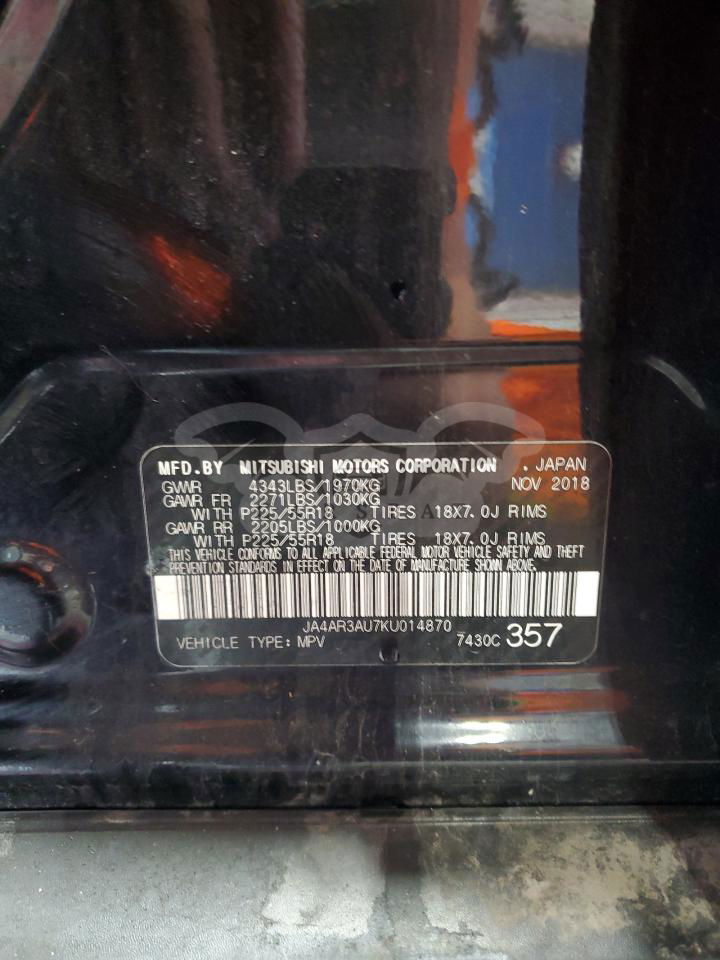 MFD.BY MITSUBISHI MOTORS CORPORATION , JAPAN
GVWR 4343LBS/1970KG NOV 2018
GAWR FR 2271LBS/1030KG
WITH P225/55R18 TIRES 18X7.0J RIMS
GAWR RR 2205LBS/1000KG
WITH P225/55R18 TIRES 18X7.0J RIMS
THIS VEHICLE CONFORMS TO ALL APPLICABLE FEDERAL MOTOR VEHICLE SAFETY AND THEFT
PREVENTION STANDARDS IN EFFECT ON THE DATE OF MANUFACTURE SHOWN ABOVE.
JA4AR3AU7KU014870
VEHICLE TYPE: MPV 7430C 357